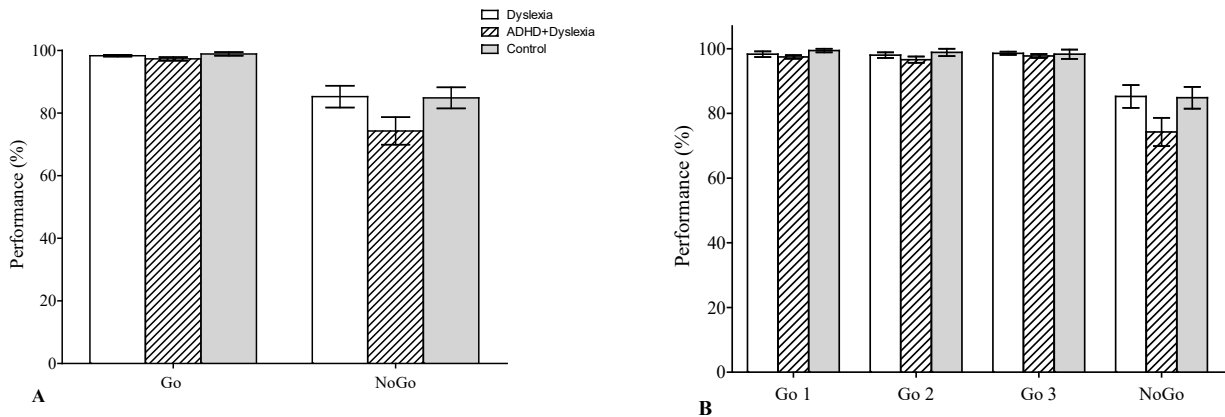 Dyslexia
ADHD+Dyslexia
Control
Performance (%)
100
80
60
40
20
0
Go
NoGo
A
Performance (%)
100
80
60
40
20
0
Go 1
Go 2
Go 3
NoGo
B